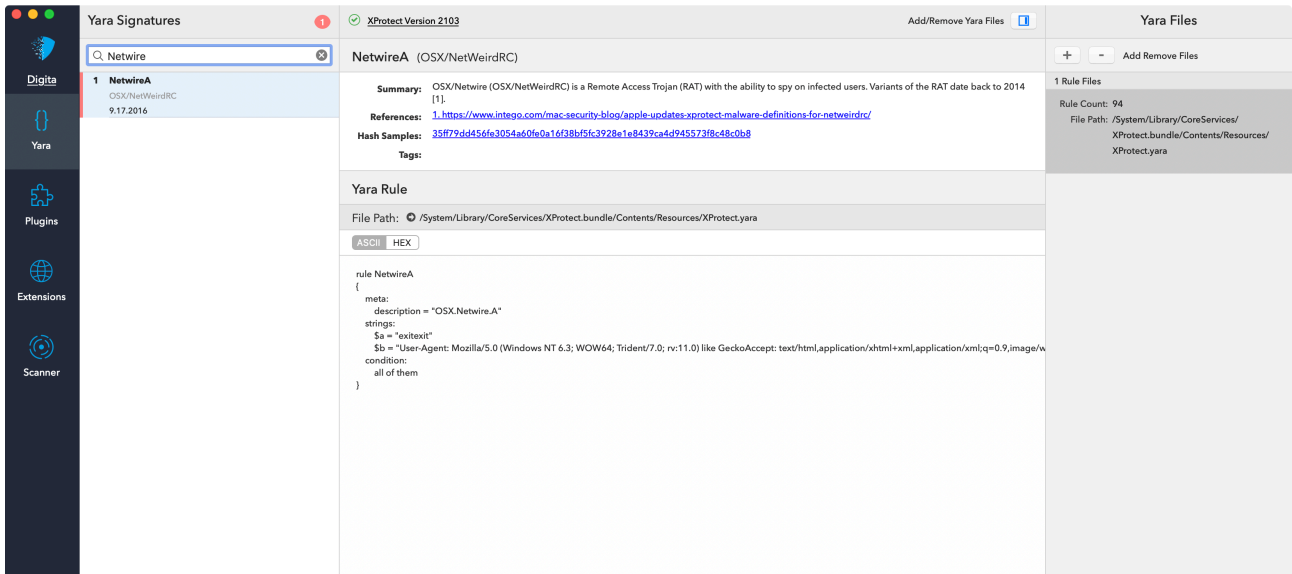 Digita
Yara
Plugins
Extensions
Scanner
Yara Signatures
1
Netwire
1 NetwireA
OSX/NetWeirdRC
9.17.2016
XProtect Version 2103
Add/Remove Yara Files
NetwireA (OSX/NetWeirdRC)
Summary: OSX/Netwire (OSX/NetWeirdRC) is a Remote Access Trojan (RAT) with the ability to spy on infected users. Variants of the RAT date back to 2014
[1].
References: 1. https://www.intego.com/mac-security-blog/apple-updates-xprotect-malware-definitions-for-netweirdrc/
Hash Samples: 35ff79dd456fe3054a60fe0a16f38bf5fc3928e1e8439ca4d945573f8c48c0b8
Tags:
Yara Rule
File Path: /System/Library/CoreServices/XProtect.bundle/Contents/Resources/XProtect.yara
ASCII HEX
rule NetwireA
{
meta:
description = "OSX.Netwire.A"
strings:
$a = "exitexit"
$b = "User-Agent: Mozilla/5.0 (Windows NT 6.3; WOW64; Trident/7.0; rv:11.0) like GeckoAccept: text/html,application/xhtml+xml,application/xml;q=0.9,image/w
condition:
all of them
}
Yara Files
+ - Add Remove Files
1 Rule Files
Rule Count: 94
File Path: /System/Library/CoreServices/
XProtect.bundle/Contents/Resources/
XProtect.yara